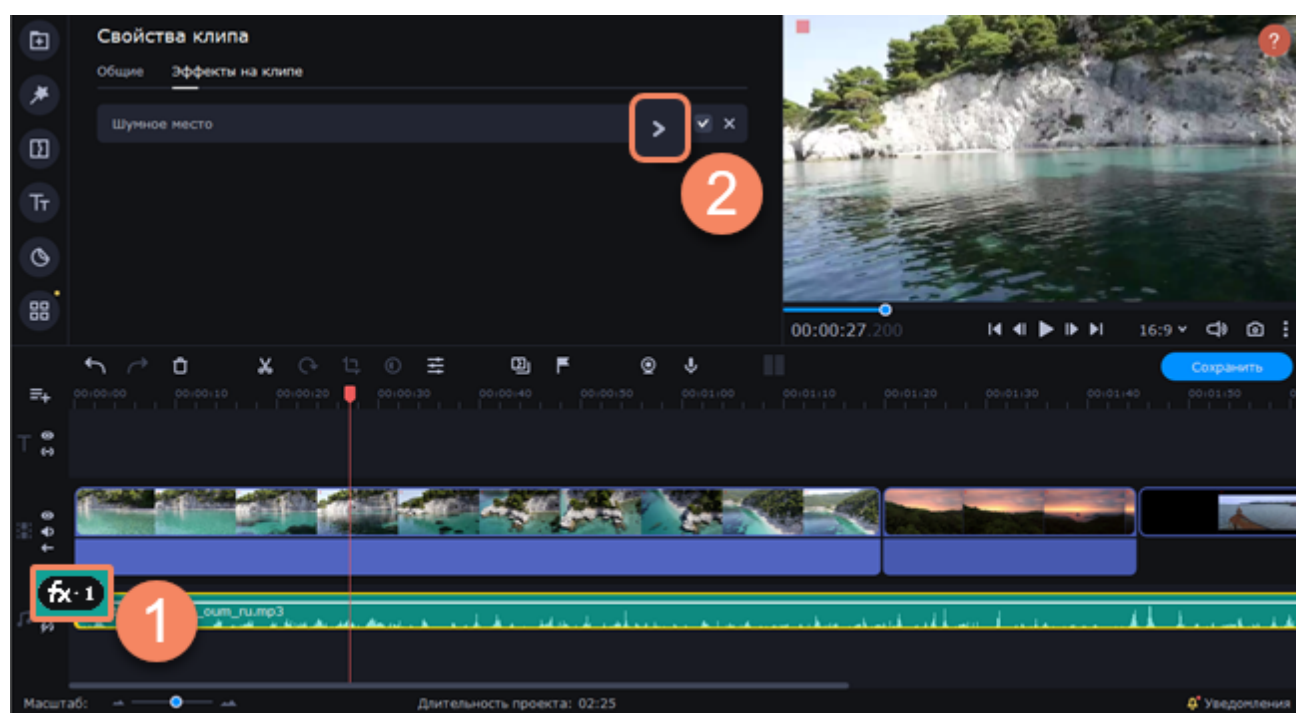 Свойства клипа
?
Общие Эффекты на клипе
Шумное место
2
00:00:27.200
16:9
Сохранить
00:00:00 00:00:10 00:00:20 00:00:30 00:00:40 00:00:50 00:01:00 00:01:10 00:01:20 00:01:30 00:01:40 00:01:50
fx·1
1
_oum_ru.mp3
Масштаб:
Длительность проекта: 02:25
Уведомления